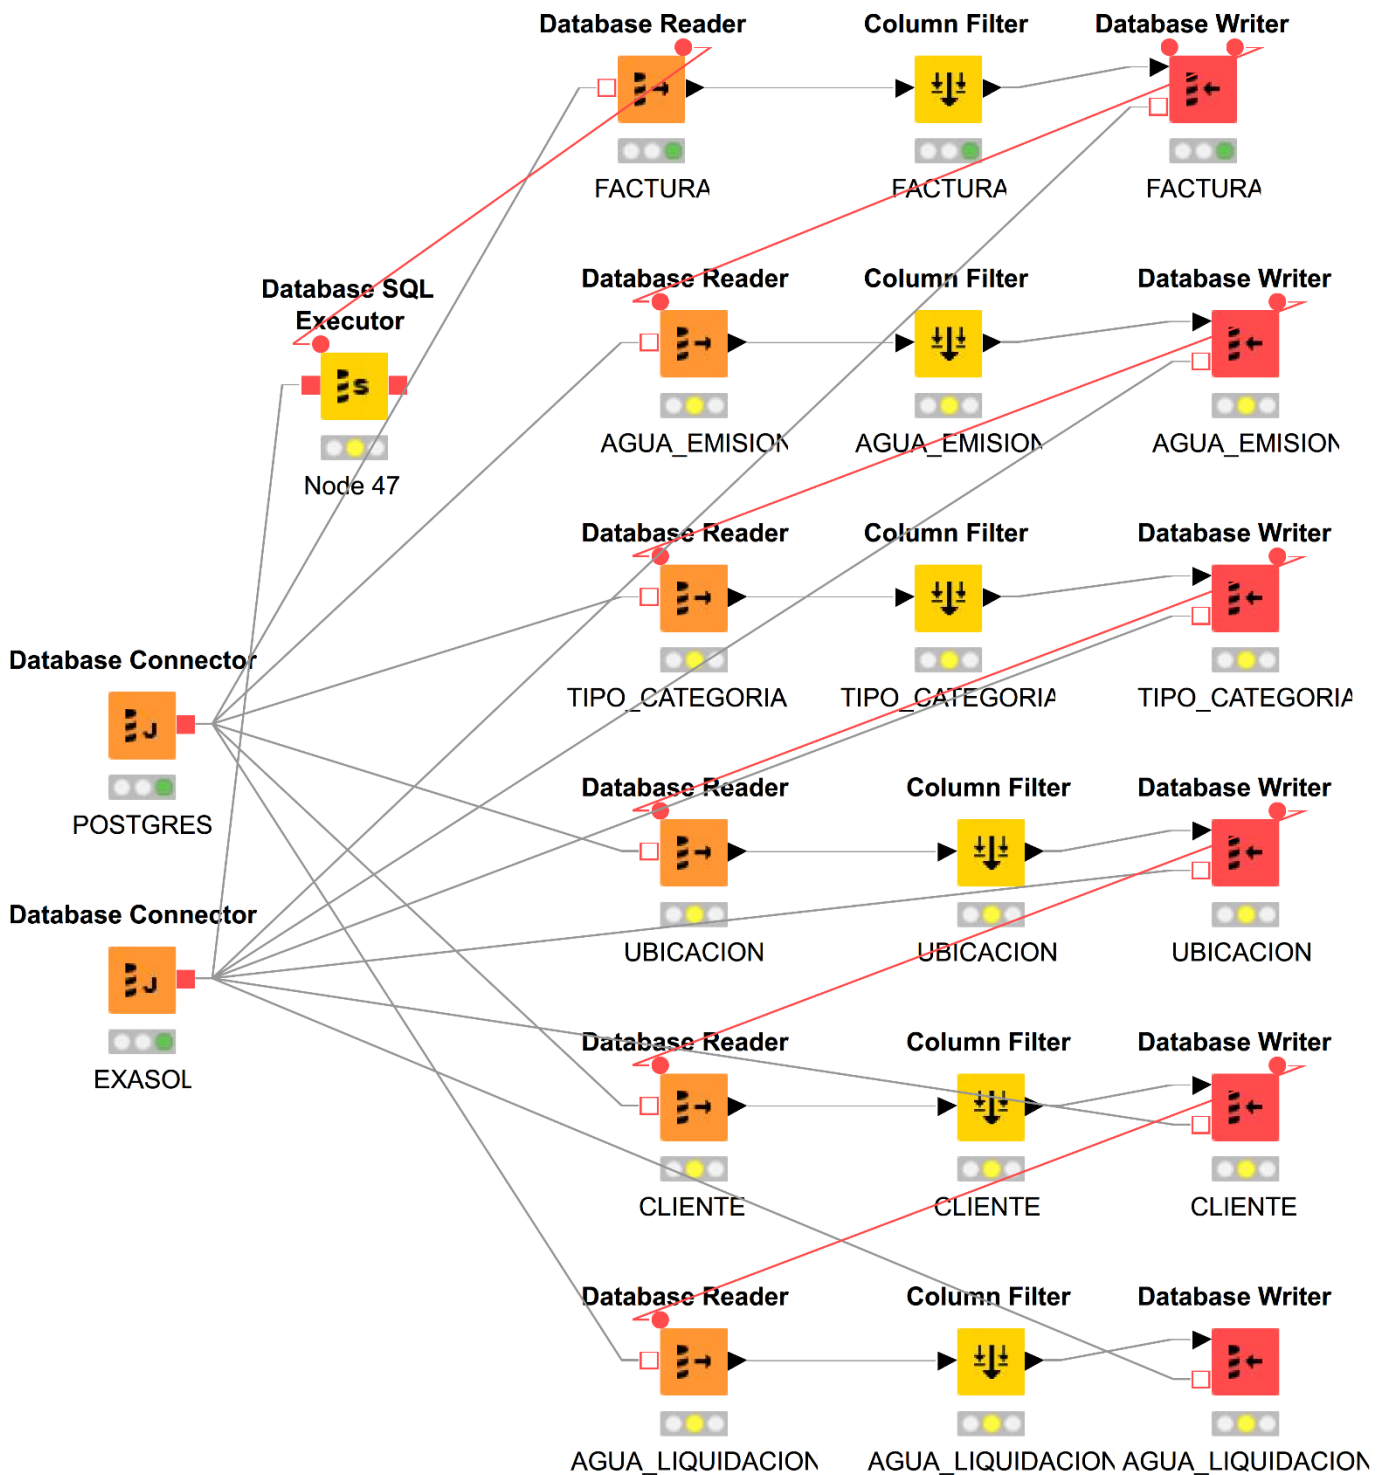 Database Reader
Column Filter
Database Writer
FACTURA
FACTURA
FACTURA
Database SQL
Executor
S
Node 47
Database Reader
Column Filter
Database Writer
AGUA_EMISION
AGUA_EMISION
AGUA_EMISION
Database Reader
Column Filter
Database Writer
TIPO_CATEGORIA
TIPO_CATEGORIA
TIPO_CATEGORIA
Database Connector
J
POSTGRES
Database Reader
Column Filter
Database Writer
UBICACION
UBICACION
UBICACION
Database Connector
J
EXASOL
Database Reader
Column Filter
Database Writer
CLIENTE
CLIENTE
CLIENTE
Database Reader
Column Filter
Database Writer
AGUA_LIQUIDACION
AGUA_LIQUIDACION
AGUA_LIQUIDACION